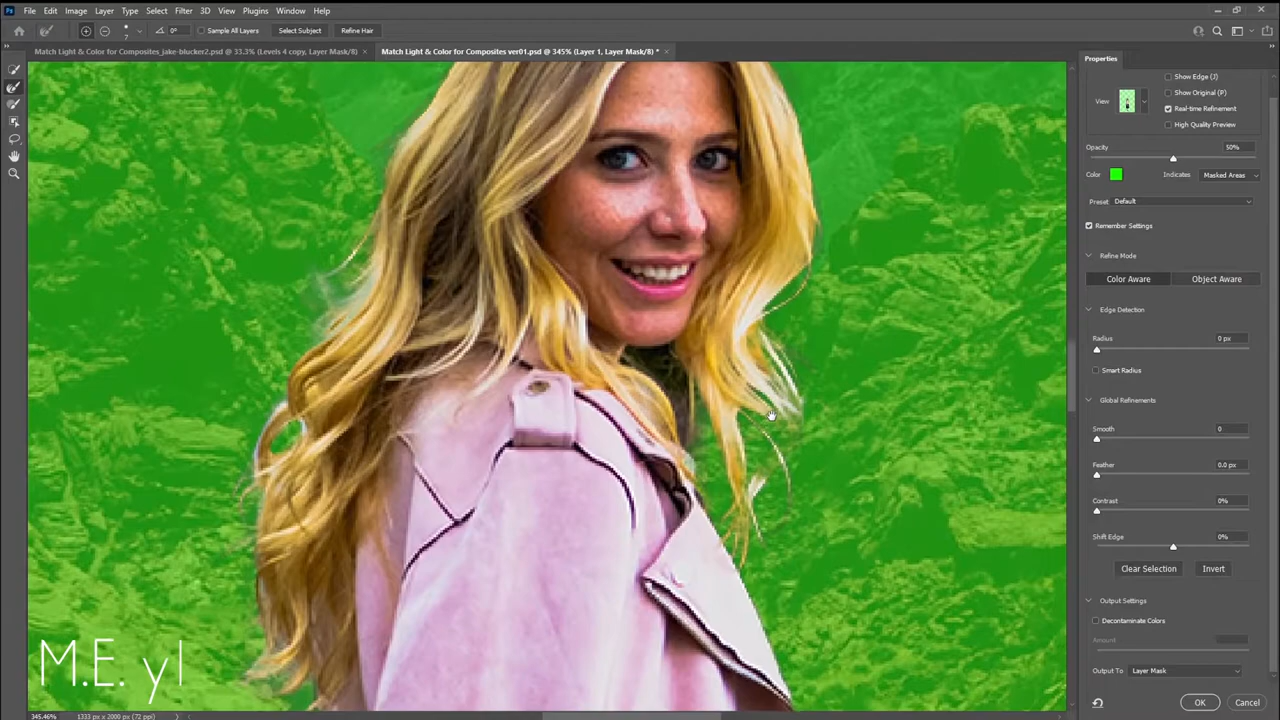 Ps File Edit Image Layer Type Select Filter 3D View Plugins Window Help
0° Sample All Layers Select Subject Refine Hair
Match Light & Color for Composites_jake-blucker2.psd @ 33.3% (Levels 4 copy, Layer Mask/8) × Match Light & Color for Composites ver01.psd @ 345% (Layer 1, Layer Mask/8) * ×
Properties
Show Edge (J)
Show Original (P)
View
Real-time Refinement
High Quality Preview
Opacity 50%
Color Indicates Masked Areas
Preset Default
Remember Settings
Refine Mode
Color Aware Object Aware
Edge Detection
Radius 0 px
Smart Radius
Global Refinements
Smooth 0
Feather 0.0 px
Contrast 0%
Shift Edge 0%
Clear Selection Invert
Output Settings
Decontaminate Colors
Amount
Output To Layer Mask
OK Cancel
M.E. yl
345.46% 1333 px x 2000 px (72 ppi)